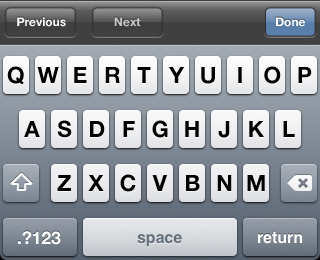 Previous Next Done
Q W E R T Y U I O P
A S D F G H J K L
Z X C V B N M
.?123 space return